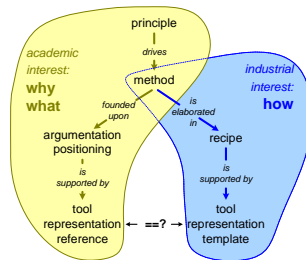 principle
academic
interest:
why
what
drives
industrial
interest:
how
method
founded
upon
is
elaborated
in
argumentation
positioning
recipe
is
supported by
is
supported by
tool
representation
reference
==?
tool
representation
template